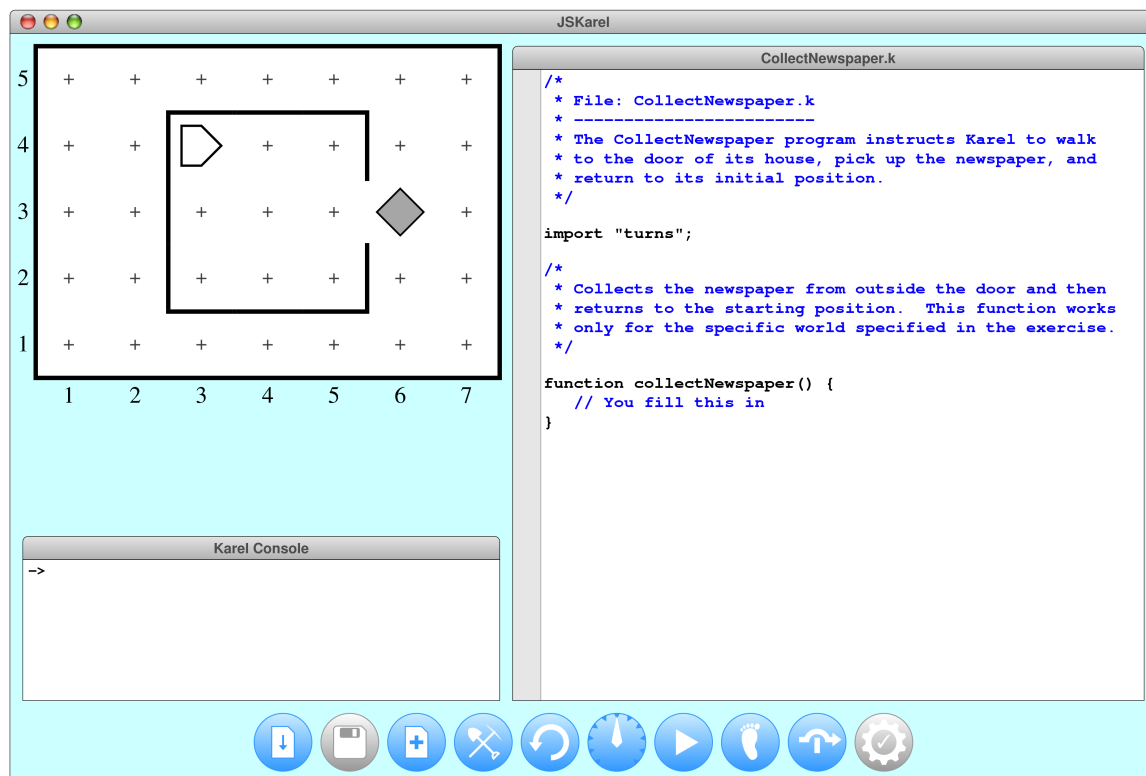 JSKarel
5
4
3
2
1
1 2 3 4 5 6 7
Karel Console
->
CollectNewspaper.k
/*
 * File: CollectNewspaper.k
 * ------------------------
 * The CollectNewspaper program instructs Karel to walk
 * to the door of its house, pick up the newspaper, and
 * return to its initial position.
 */
import "turns";
/*
 * Collects the newspaper from outside the door and then
 * returns to the starting position.  This function works
 * only for the specific world specified in the exercise.
 */
function collectNewspaper() {
   // You fill this in
}